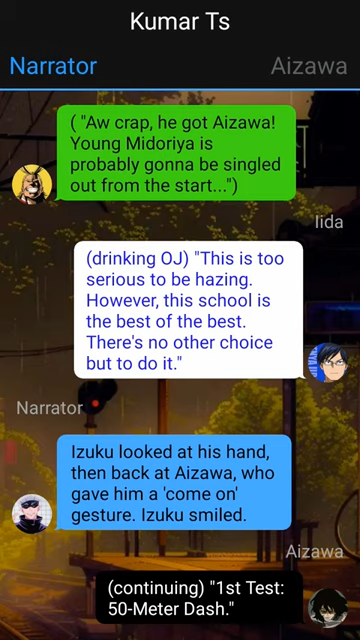 Kumar Ts
Narrator
Aizawa
( "Aw crap, he got Aizawa!
Young Midoriya is
probably gonna be singled
out from the start...")
Iida
(drinking OJ) "This is too
serious to be hazing.
However, this school is
the best of the best.
There's no other choice
but to do it."
Narrator
Izuku looked at his hand,
then back at Aizawa, who
gave him a 'come on'
gesture. Izuku smiled.
Aizawa
(continuing) "1st Test:
50-Meter Dash."